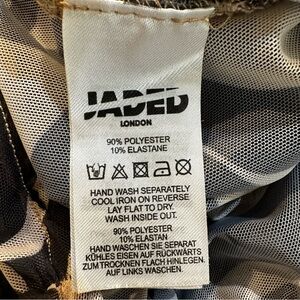 JADED
LONDON
90% POLYESTER
10% ELASTANE
HAND WASH SEPARATELY
COOL IRON ON REVERSE
LAY FLAT TO DRY.
WASH INSIDE OUT.
90% POLYESTER
10% ELASTAN
HAND WASCHEN SIE SEPARAT
KÜHLES EISEN AUF RÜCKWÄRTS
ZUM TROCKNEN FLACH HINLEGEN.
AUF LINKS WASCHEN.